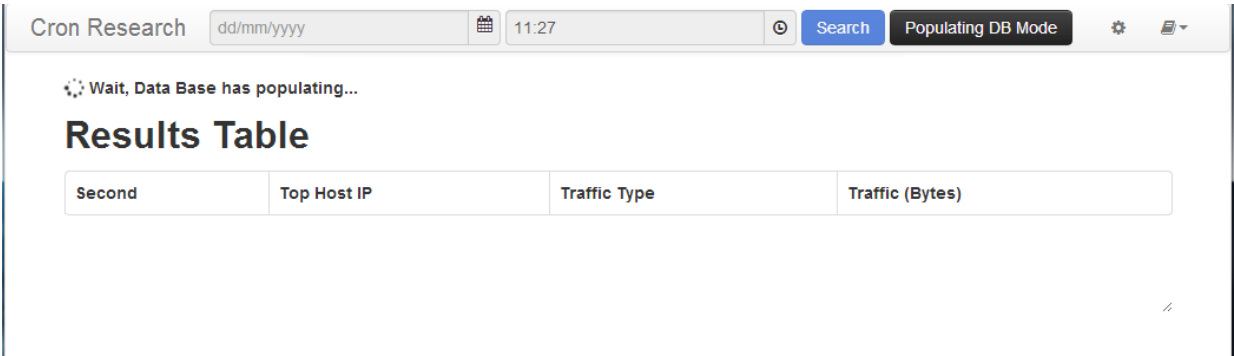 Cron Research dd/mm/yyyy 11:27 Search Populating DB Mode
Wait, Data Base has populating...
Results Table
Second Top Host IP Traffic Type Traffic (Bytes)